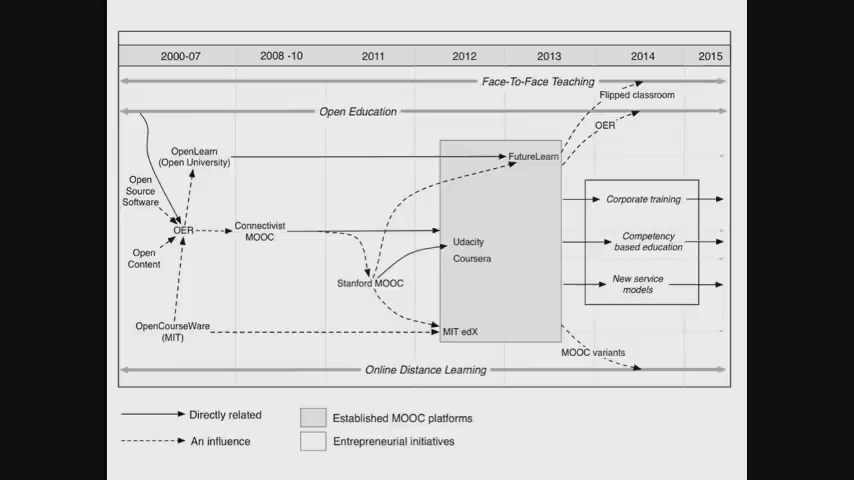 2000-07
2008 -10
2011
2012
2013
2014
2015
Face-To-Face Teaching
Flipped classroom
Open Education
OER
OpenLearn
(Open University)
FutureLearn
Open
Source
Software
Corporate training
OER
Connectivist
MOOC
Udacity
Coursera
Competency
based education
Open
Content
Stanford MOOC
New service
models
OpenCourseWare
(MIT)
MIT edX
MOOC variants
Online Distance Learning
Directly related
An influence
Established MOOC platforms
Entrepreneurial initiatives